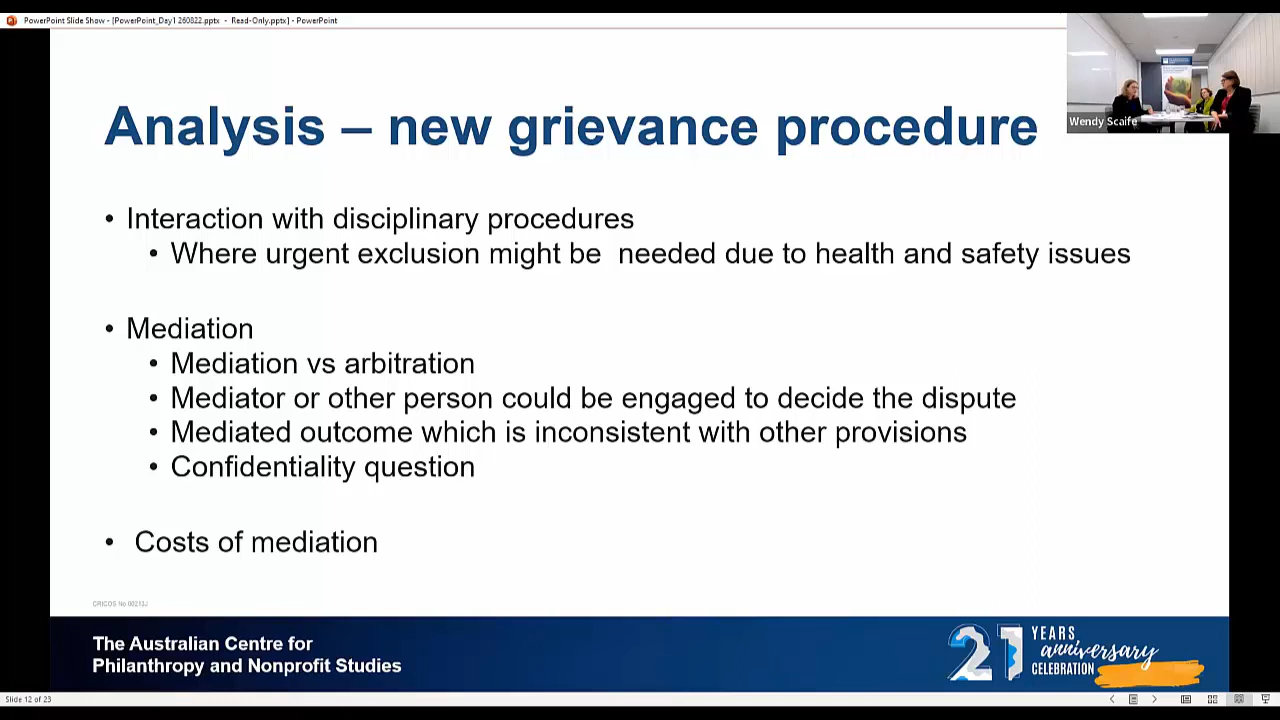 PowerPoint Slide Show - [PowerPoint_Day1 260822.pptx - Read-Only.pptx] - PowerPoint
Wendy Scaife
Analysis – new grievance procedure
• Interaction with disciplinary procedures
• Where urgent exclusion might be  needed due to health and safety issues
• Mediation
• Mediation vs arbitration
• Mediator or other person could be engaged to decide the dispute
• Mediated outcome which is inconsistent with other provisions
• Confidentiality question
• Costs of mediation
CRICOS No 00213J
The Australian Centre for
Philanthropy and Nonprofit Studies
21 YEARS
anniversary
CELEBRATION
Slide 12 of 23